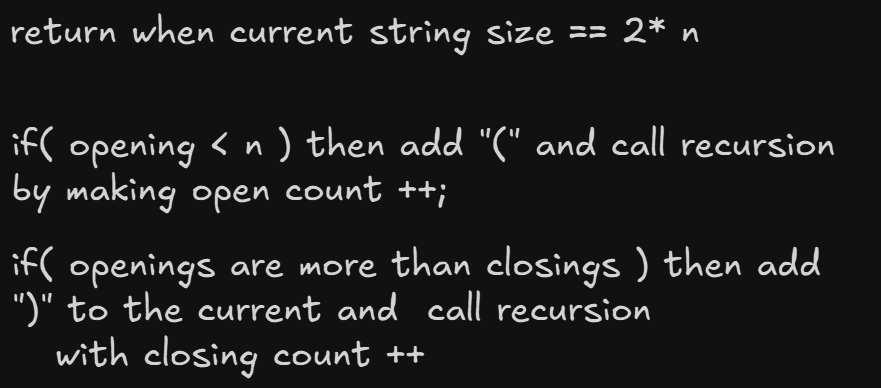 return when current string size == 2* n
if( opening < n ) then add "(" and call recursion
by making open count ++;
if( openings are more than closings ) then add
")" to the current and call recursion
with closing count ++